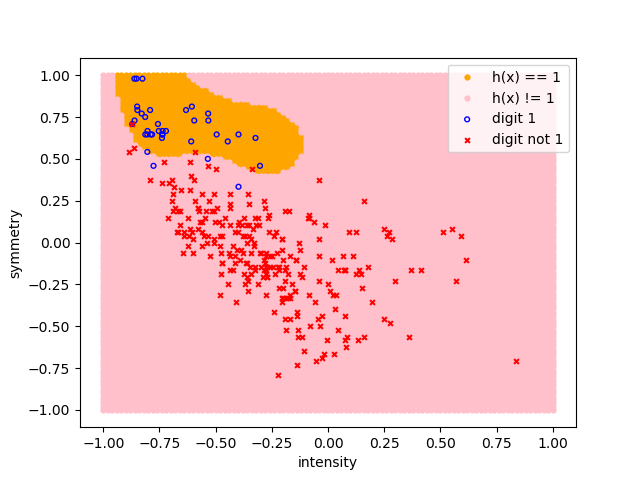 h(x) == 1
h(x) != 1
digit 1
digit not 1
1.00
0.75
0.50
0.25
0.00
−0.25
−0.50
−0.75
−1.00
symmetry
−1.00 −0.75 −0.50 −0.25 0.00 0.25 0.50 0.75 1.00
intensity